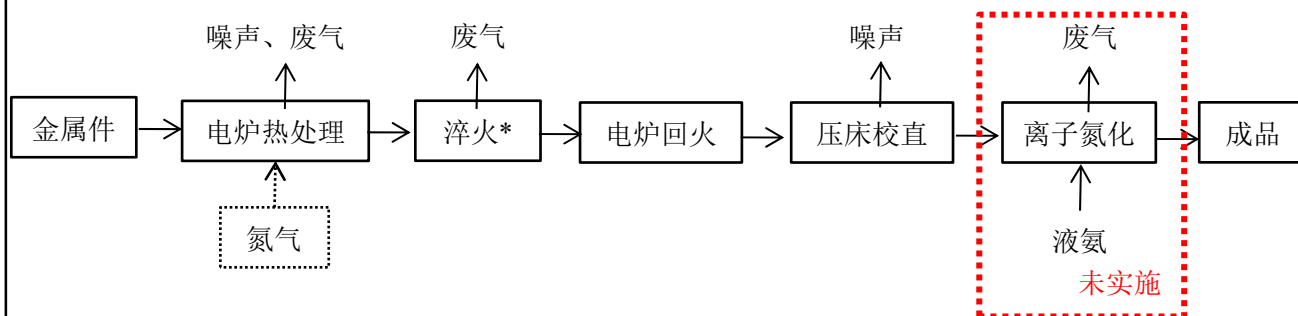 噪声、废气
废气
噪声
废气
金属件
电炉热处理
淬火*
电炉回火
压床校直
离子氮化
成品
氮气
液氨
未实施